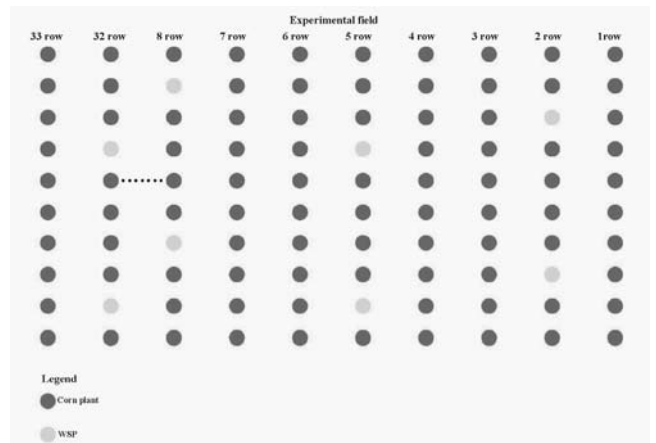 Experimental field
33 row 32 row 8 row 7 row 6 row 5 row 4 row 3 row 2 row 1row
Legend
Corn plant
WSP